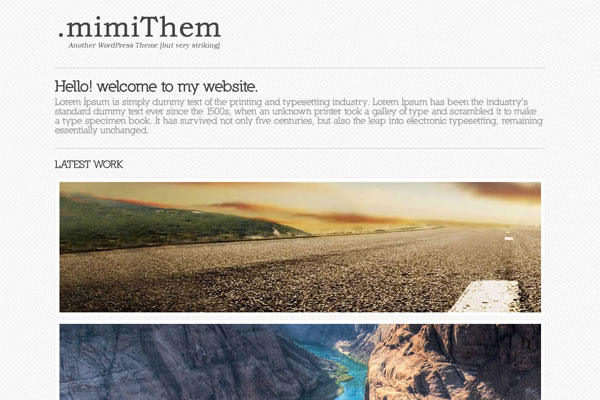 .mimiThem
Another WordPress Theme [but very striking]
Hello! welcome to my website.
Lorem Ipsum is simply dummy text of the printing and typesetting industry. Lorem Ipsum has been the industry's
standard dummy text ever since the 1500s, when an unknown printer took a galley of type and scrambled it to make
a type specimen book. It has survived not only five centuries, but also the leap into electronic typesetting, remaining
essentially unchanged.
LATEST WORK